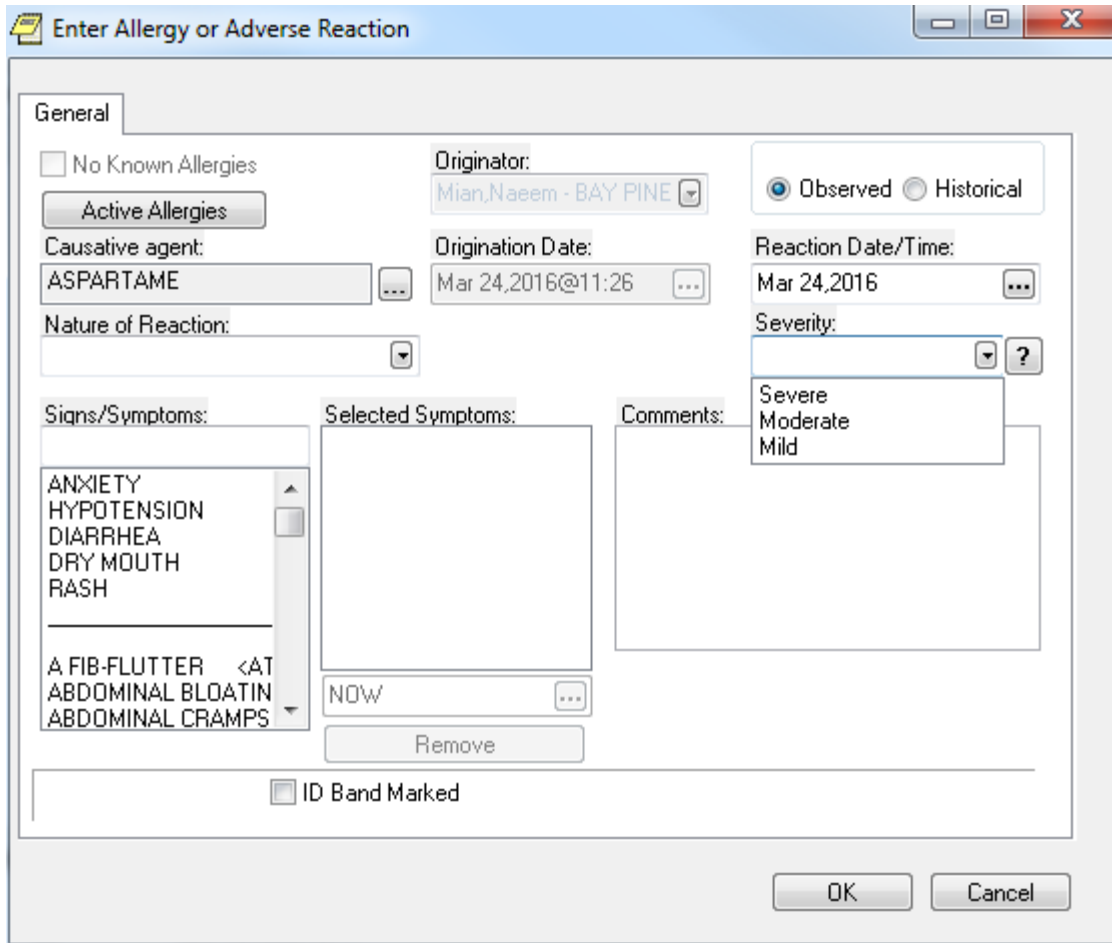 Enter Allergy or Adverse Reaction
General
No Known Allergies
Originator:
Mian,Naeem - BAY PINE
Observed
Historical
Active Allergies
Causative agent:
Origination Date:
Reaction Date/Time:
ASPARTAME
...
Mar 24,2016@11:26
...
Mar 24,2016
...
Nature of Reaction:
Severity:
?
Severe
Moderate
Mild
Signs/Symptoms:
Selected Symptoms:
Comments:
ANXIETY
HYPOTENSION
DIARRHEA
DRY MOUTH
RASH
A FIB-FLUTTER <AT
ABDOMINAL BLOATIN
ABDOMINAL CRAMPS
NOW
...
Remove
ID Band Marked
OK
Cancel